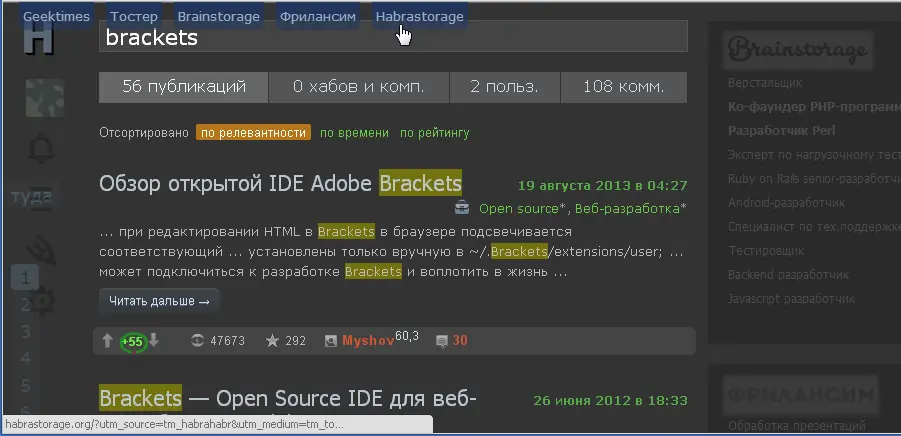 Geektimes Тостер Brainstorage Фрилансим Habrastorage
H
brackets
56 публикаций 0 хабов и комп. 2 польз. 108 комм.
Отсортировано по релевантности по времени по рейтингу
туда
1
2
3
4
5
6
Обзор открытой IDE Adobe Brackets 19 августа 2013 в 04:27
Open source*, Веб-разработка*
... при редактировании HTML в Brackets в браузере подсвечивается
соответствующий ... установлены только вручную в ~/.Brackets/extensions/user; ...
может подключиться к разработке Brackets и воплотить в жизнь ...
Читать дальше →
+55 47673 292 Myshov 60,3 30
Brackets — Open Source IDE для веб- 26 июня 2012 в 18:33
habrastorage.org/?utm_source=tm_habrahabr&utm_medium=tm_to...
Brainstorage
Верстальщик
Ко-фаундер PHP-программ
Разработчик Perl
Эксперт по нагрузочному тест
Ruby on Rails senior-разработчик
Android-разработчик
Специалист по тех.поддержке
Тестировщик
Backend разработчик
Javascript разработчик
ФРИЛАНСИМ
Обработка презентаций